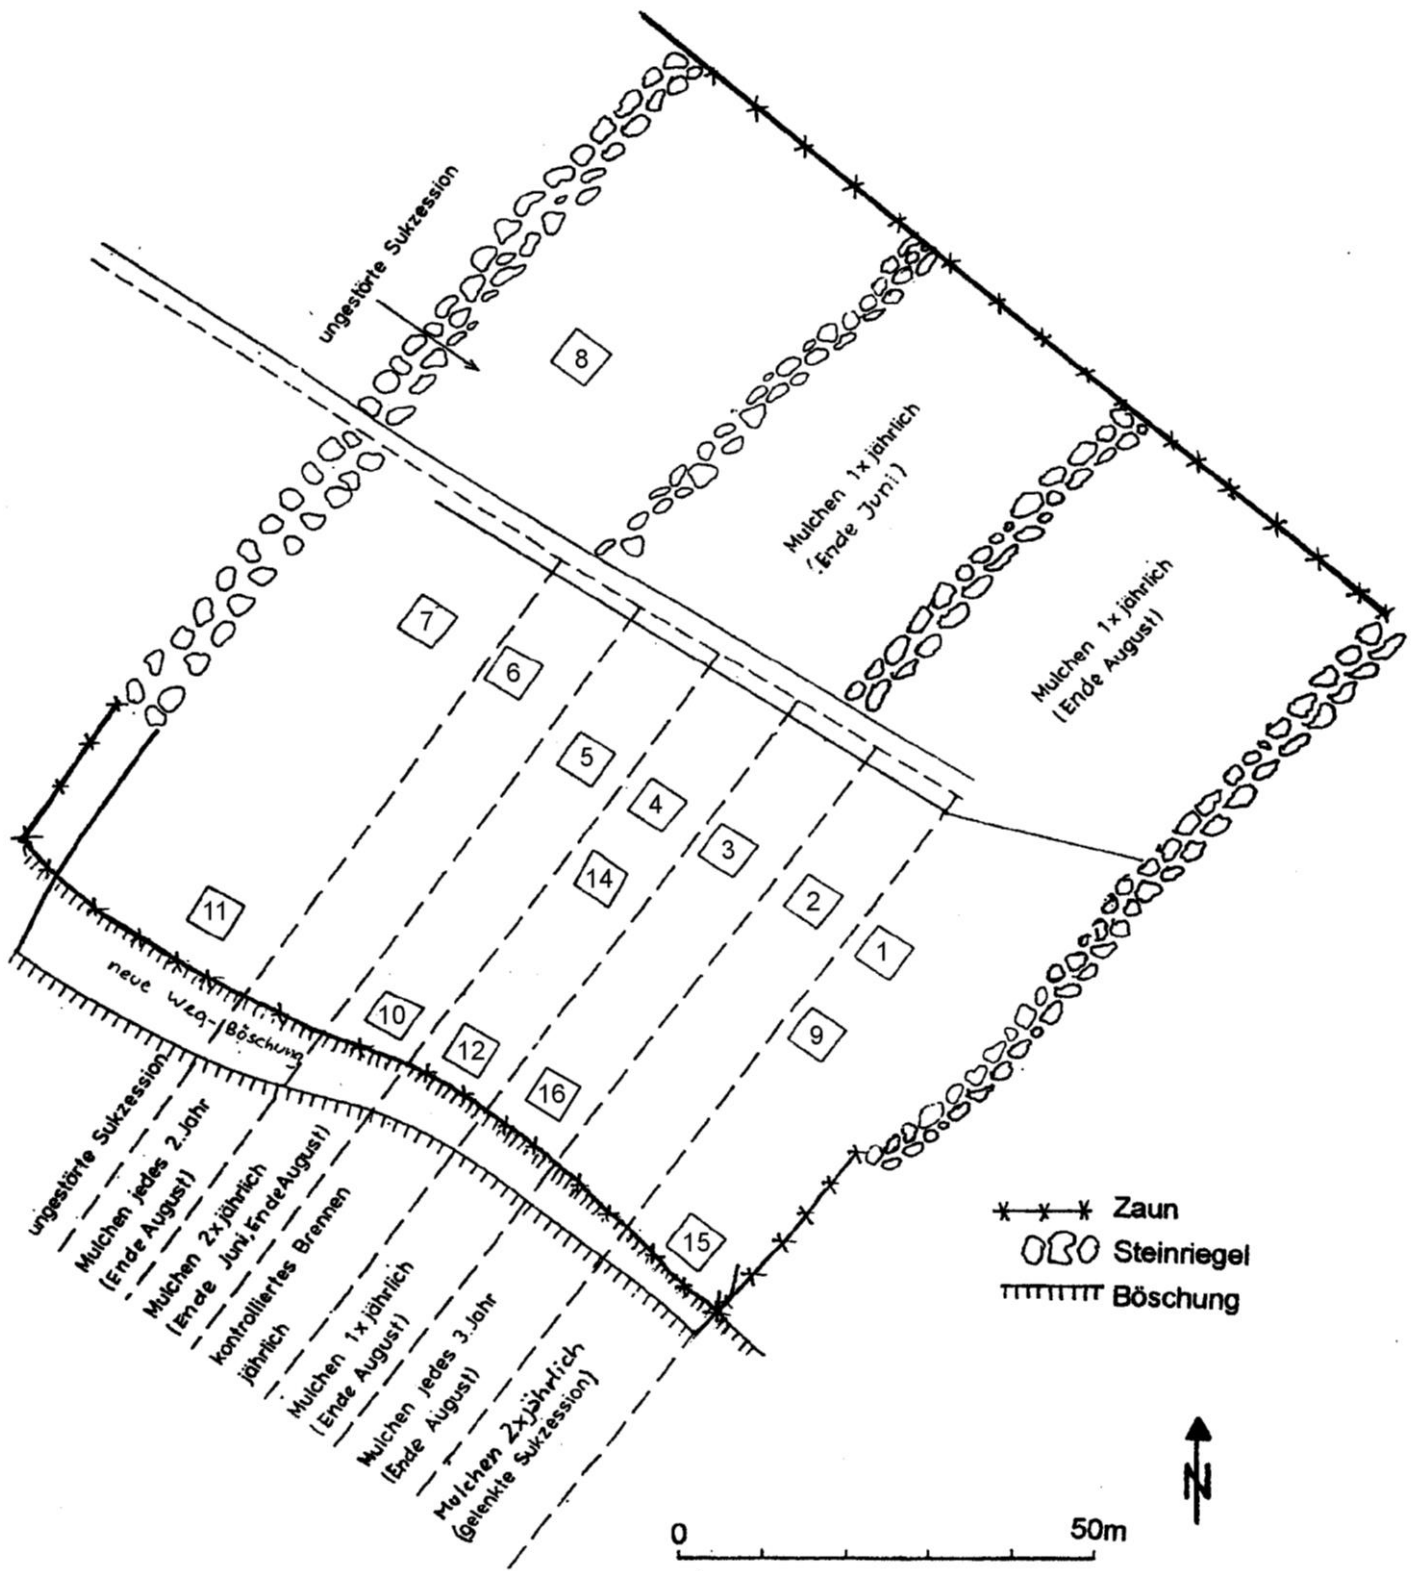 ungestörte Sukzession
8
Mulchen 1x jährlich
(Ende Juni)
Mulchen 1x jährlich
(Ende August)
7
6
5
4
3
14
2
1
11
10
12
9
16
15
neue Weg-Böschung
ungestörte Sukzession
Mulchen jedes 2.Jahr
(Ende August)
Mulchen 2x jährlich
(Ende Juni, Ende August)
kontrolliertes Brennen
jährlich
Mulchen 1x jährlich
(Ende August)
Mulchen jedes 3.Jahr
(Ende August)
Mulchen 2xjährlich
(gelenkte Sukzession)
Zaun
Steinriegel
Böschung
N
0 50m